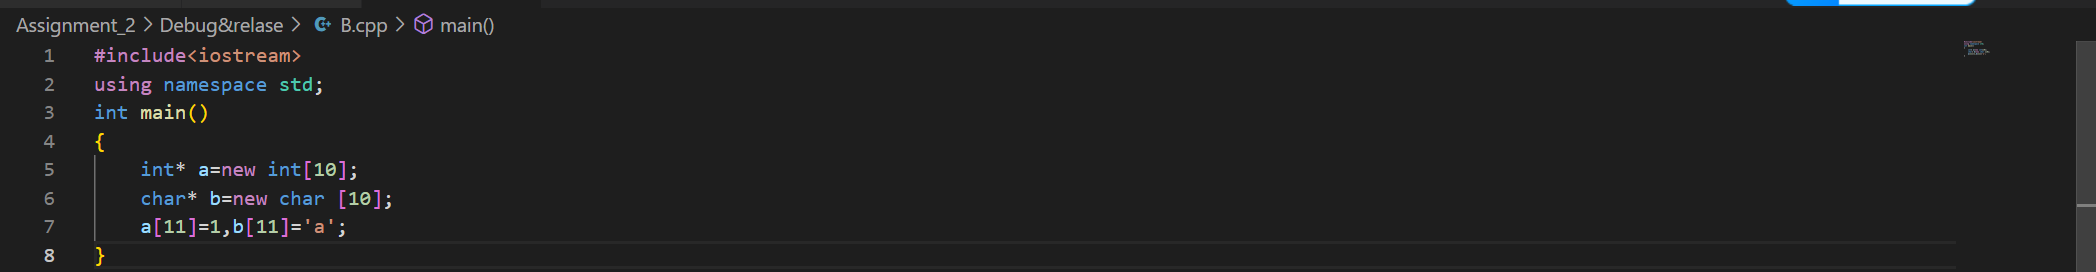 Assignment_2 > Debug&relase > B.cpp > main()
1 #include<iostream>
2 using namespace std;
3 int main()
4 {
5     int* a=new int[10];
6     char* b=new char [10];
7     a[11]=1,b[11]='a';
8 }